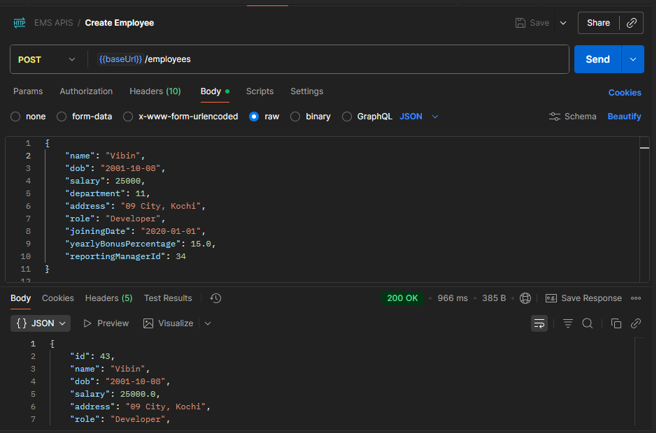 HTTP EMS APIS / Create Employee Save Share
POST {{baseUrl}} /employees Send
Params Authorization Headers (10) Body Scripts Settings Cookies
none form-data x-www-form-urlencoded raw binary GraphQL JSON Schema Beautify
1 {
2 "name": "Vibin",
3 "dob": "2001-10-08",
4 "salary": 25000,
5 "department": 11,
6 "address": "09 City, Kochi",
7 "role": "Developer",
8 "joiningDate": "2020-01-01",
9 "yearlyBonusPercentage": 15.0,
10 "reportingManagerId": 34
11 }
12
Body Cookies Headers (5) Test Results 200 OK • 966 ms • 385 B • Save Response
{ } JSON Preview Visualize
1 {
2 "id": 43,
3 "name": "Vibin",
4 "dob": "2001-10-08",
5 "salary": 25000.0,
6 "address": "09 City, Kochi",
7 "role": "Developer",